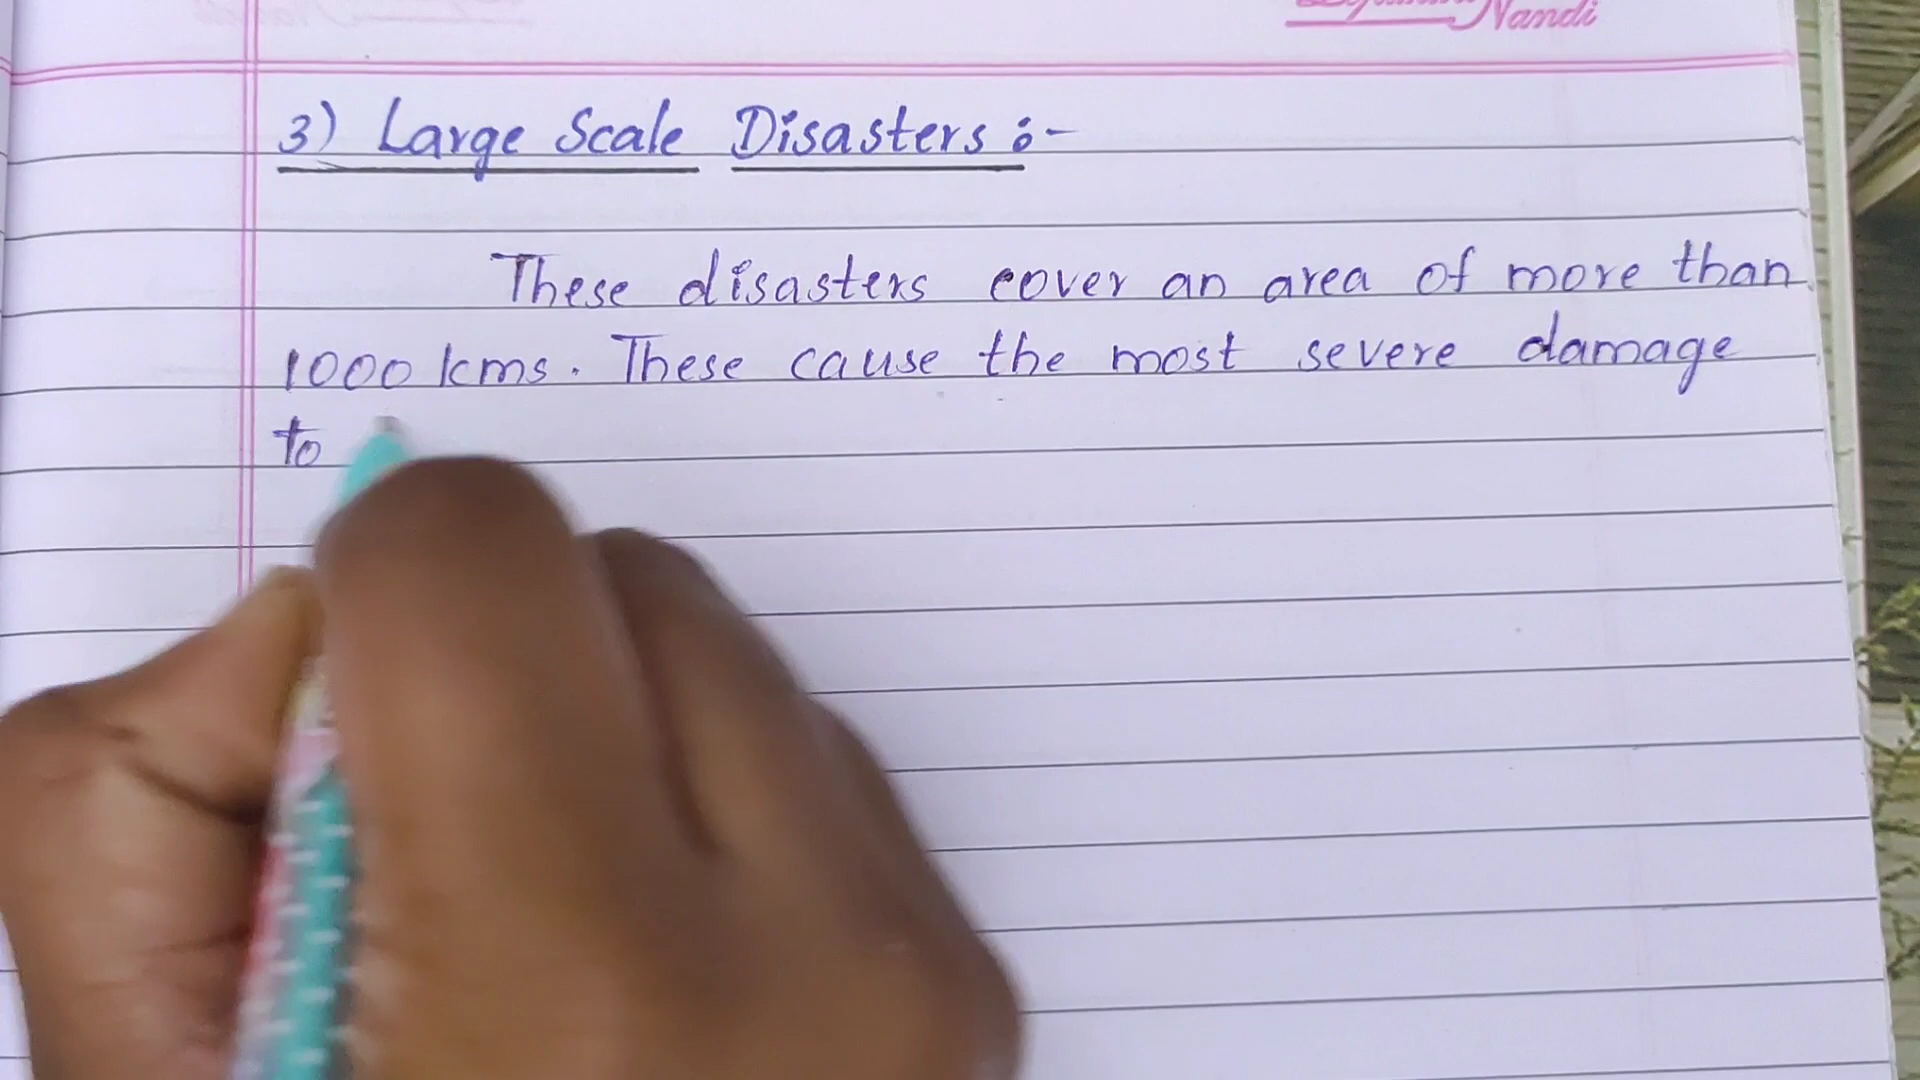 Nandi
3) Large Scale Disasters :-
These disasters cover an area of more than
1000 kms. These cause the most severe damage
to